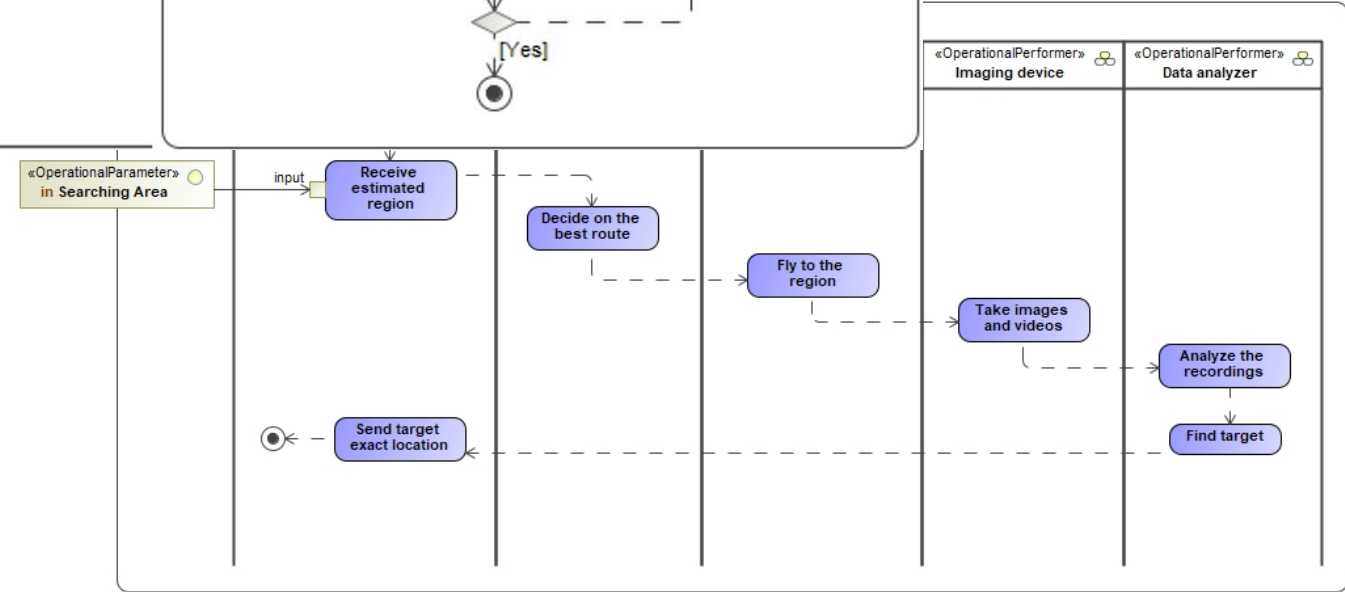 [Yes]
«OperationalPerformer»
Imaging device
«OperationalPerformer»
Data analyzer
«OperationalParameter»
in Searching Area
input
Receive
estimated
region
Decide on the
best route
Fly to the
region
Take images
and videos
Analyze the
recordings
Find target
Send target
exact location